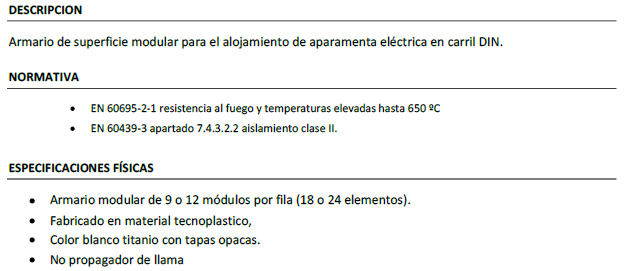 DESCRIPCION
Armario de superficie modular para el alojamiento de aparamenta eléctrica en carril DIN.
NORMATIVA
• EN 60695-2-1 resistencia al fuego y temperaturas elevadas hasta 650 ºC
• EN 60439-3 apartado 7.4.3.2.2 aislamiento clase II.
ESPECIFICACIONES FÍSICAS
• Armario modular de 9 o 12 módulos por fila (18 o 24 elementos).
• Fabricado en material tecnoplastico,
• Color blanco titanio con tapas opacas.
• No propagador de llama